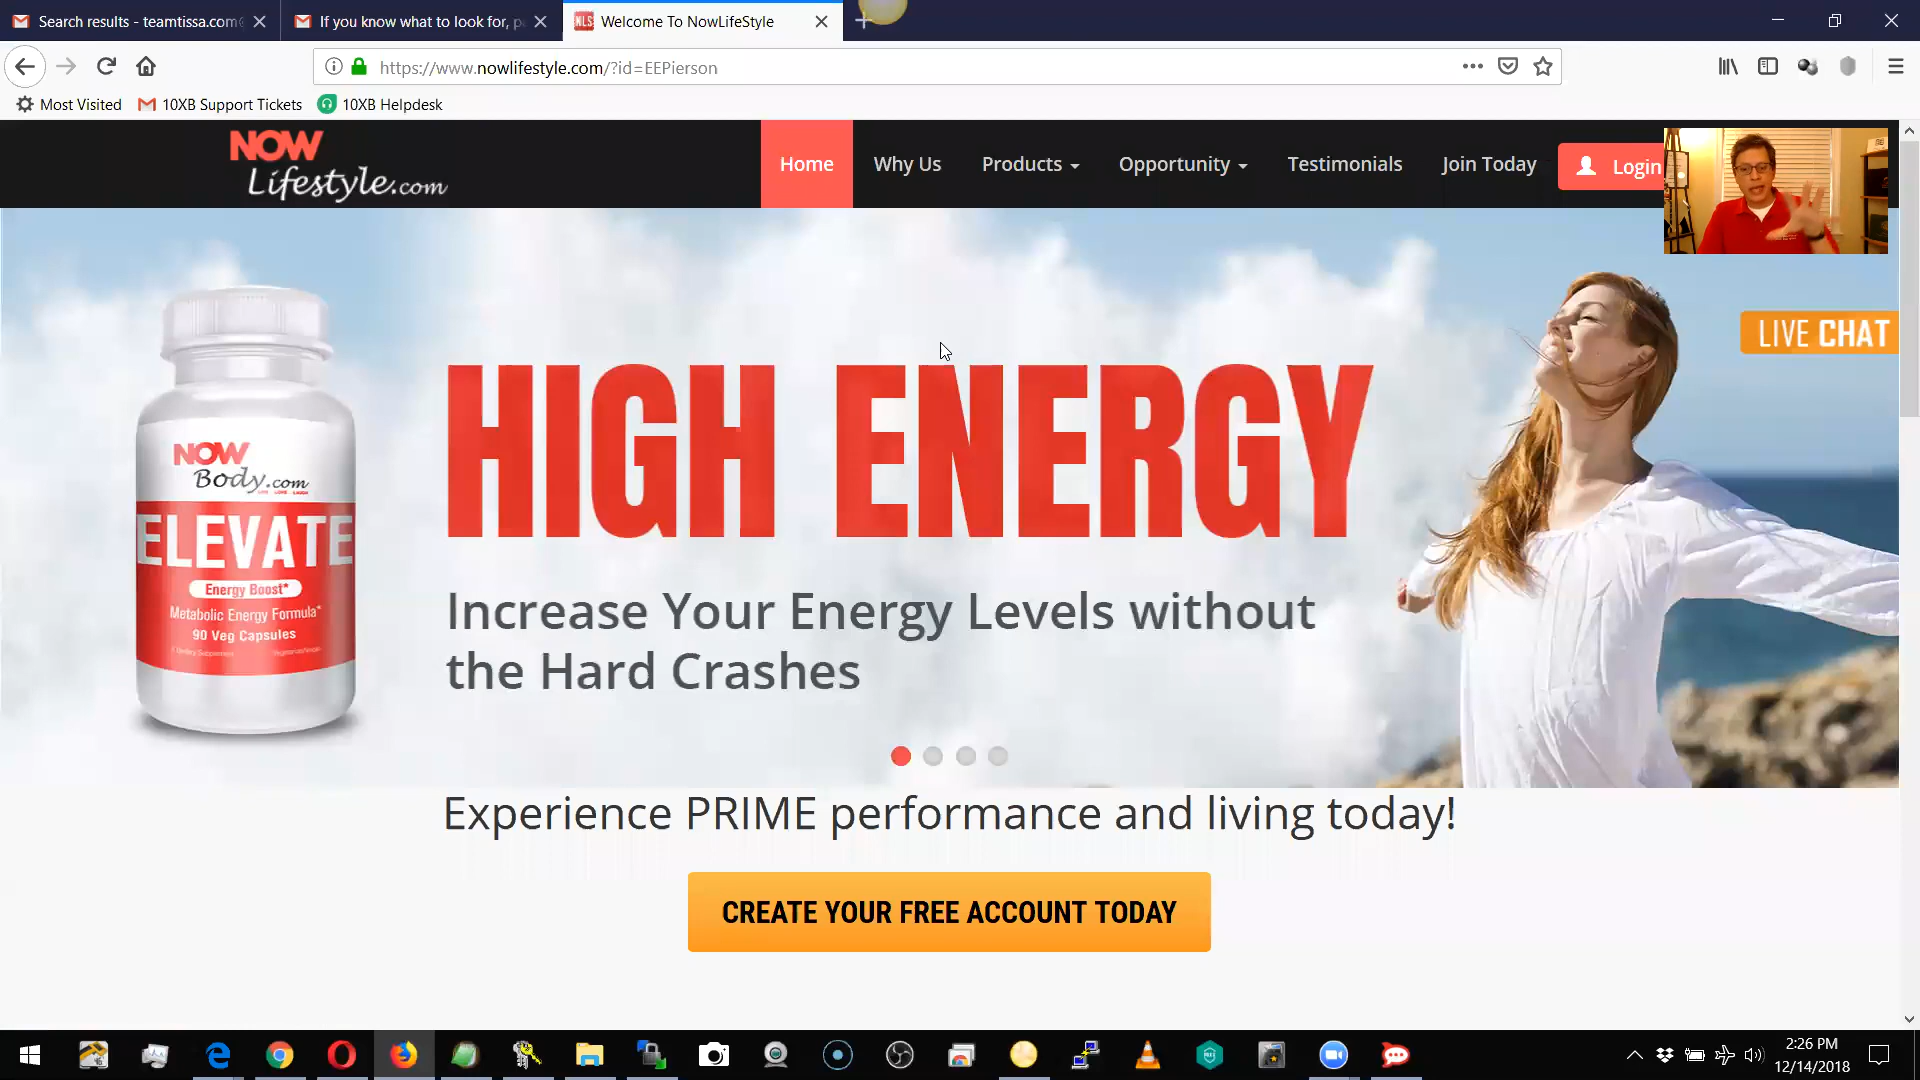 Search results - teamtissa.com
If you know what to look for, p
NLS Welcome To NowLifeStyle
https://www.nowlifestyle.com/?id=EEPierson
Most Visited
10XB Support Tickets
10XB Helpdesk
NOW
Lifestyle.com
Home
Why Us
Products
Opportunity
Testimonials
Join Today
Login
LIVE CHAT
HIGH ENERGY
Increase Your Energy Levels without
the Hard Crashes
NOW
Body.com
ELEVATE
Energy Boost*
Metabolic Energy Formula*
90 Veg Capsules
Experience PRIME performance and living today!
CREATE YOUR FREE ACCOUNT TODAY
2:26 PM
12/14/2018